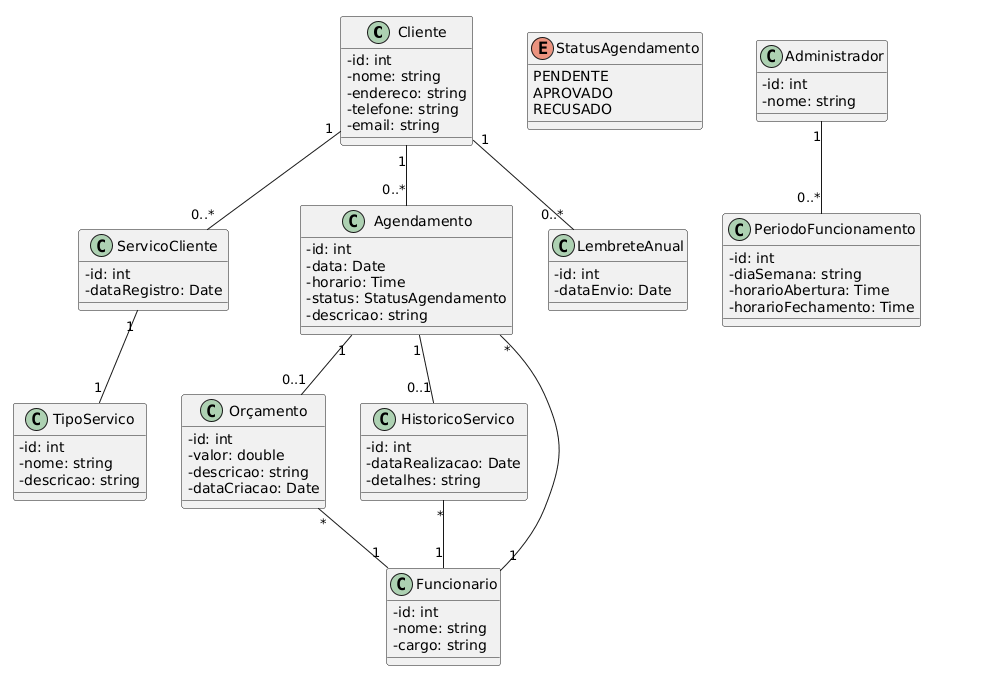 C Cliente
-id: int
-nome: string
-endereco: string
-telefone: string
-email: string
E StatusAgendamento
PENDENTE
APROVADO
RECUSADO
C Administrador
-id: int
-nome: string
1
0..*
1
0..*
1
0..*
1
0..*
C ServicoCliente
-id: int
-dataRegistro: Date
C Agendamento
-id: int
-data: Date
-horario: Time
-status: StatusAgendamento
-descricao: string
C LembreteAnual
-id: int
-dataEnvio: Date
C PeriodoFuncionamento
-id: int
-diaSemana: string
-horarioAbertura: Time
-horarioFechamento: Time
1
1
1
0..1
1
0..1
*
1
C TipoServico
-id: int
-nome: string
-descricao: string
C Orçamento
-id: int
-valor: double
-descricao: string
-dataCriacao: Date
C HistoricoServico
-id: int
-dataRealizacao: Date
-detalhes: string
*
1
*
1
C Funcionario
-id: int
-nome: string
-cargo: string